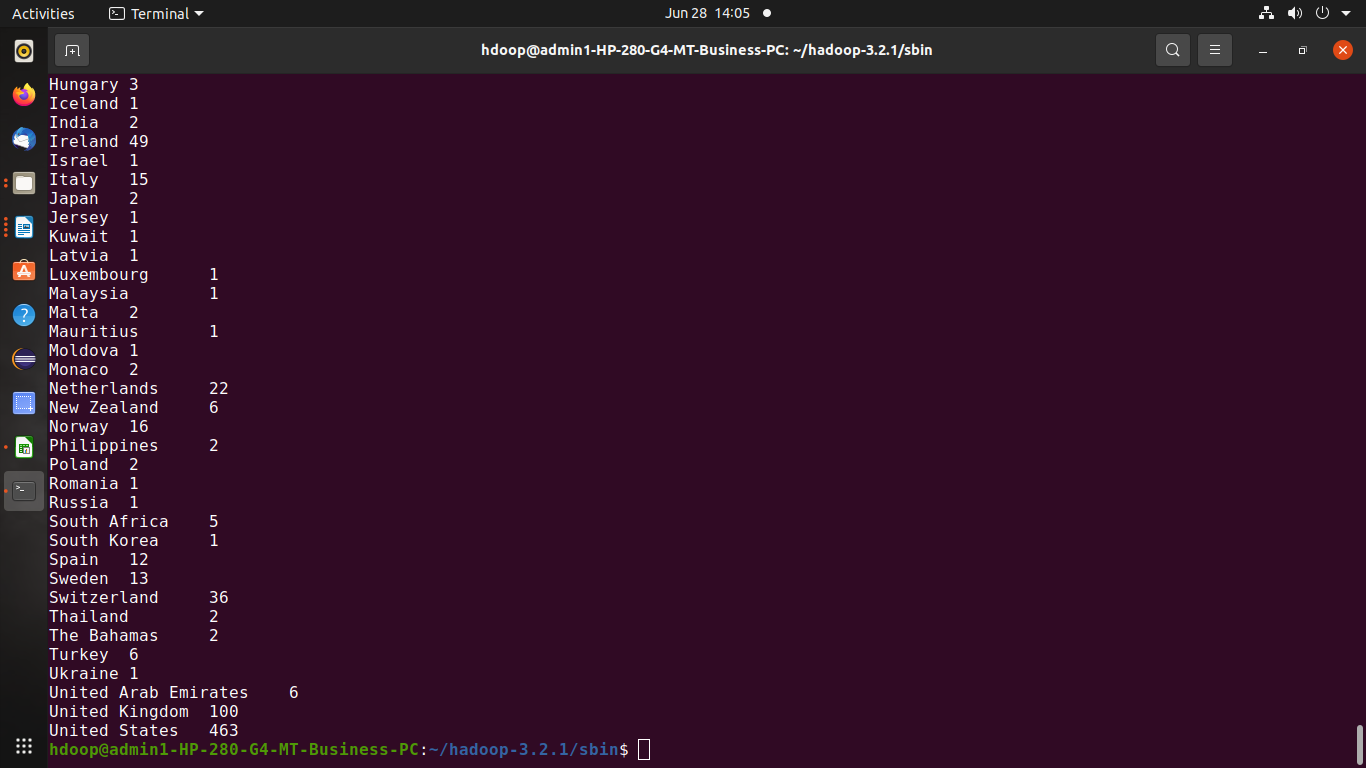 Activities Terminal Jun 28 14:05
hdoop@admin1-HP-280-G4-MT-Business-PC: ~/hadoop-3.2.1/sbin
Hungary 3
Iceland 1
India 2
Ireland 49
Israel 1
Italy 15
Japan 2
Jersey 1
Kuwait 1
Latvia 1
Luxembourg 1
Malaysia 1
Malta 2
Mauritius 1
Moldova 1
Monaco 2
Netherlands 22
New Zealand 6
Norway 16
Philippines 2
Poland 2
Romania 1
Russia 1
South Africa 5
South Korea 1
Spain 12
Sweden 13
Switzerland 36
Thailand 2
The Bahamas 2
Turkey 6
Ukraine 1
United Arab Emirates 6
United Kingdom 100
United States 463
hdoop@admin1-HP-280-G4-MT-Business-PC:~/hadoop-3.2.1/sbin$